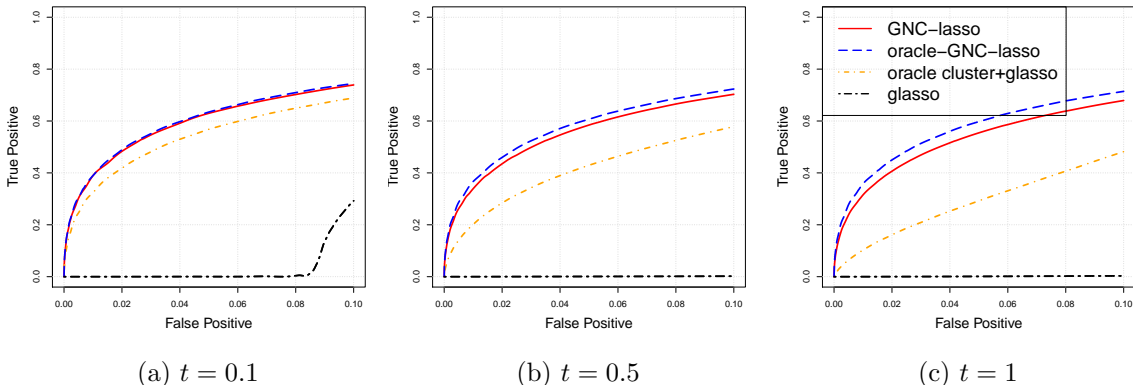 1.0
0.8
0.6
0.4
0.2
0.0
True Positive
0.00 0.02 0.04 0.06 0.08 0.10
False Positive
(a) t = 0.1
1.0
0.8
0.6
0.4
0.2
0.0
True Positive
0.00 0.02 0.04 0.06 0.08 0.10
False Positive
(b) t = 0.5
1.0
0.8
0.6
0.4
0.2
0.0
True Positive
GNC−lasso
oracle−GNC−lasso
oracle cluster+glasso
glasso
0.00 0.02 0.04 0.06 0.08 0.10
False Positive
(c) t = 1